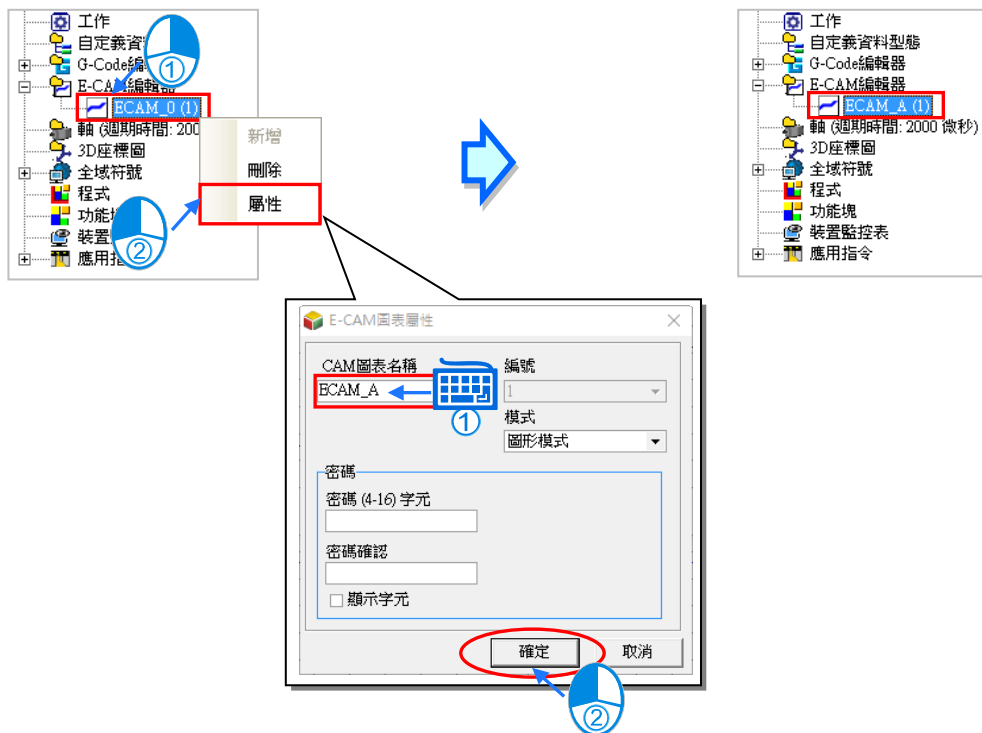 工作
自定義資
①
G-Code編
E-CAM編輯器
ECAM_0 (1)
軸 (週期時間: 200
3D座標圖
全域符號
程式
功能
裝置
②
應用
新增
刪除
屬性
工作
自定義資料型態
G-Code編輯器
E-CAM編輯器
ECAM_A (1)
軸 (週期時間: 2000 微秒)
3D座標圖
全域符號
程式
功能塊
裝置監控表
應用指令
E-CAM圖表屬性
CAM圖表名稱
編號
ECAM_A
1
①
模式
圖形模式
密碼
密碼 (4-16) 字元
密碼確認
顯示字元
確定
取消
②